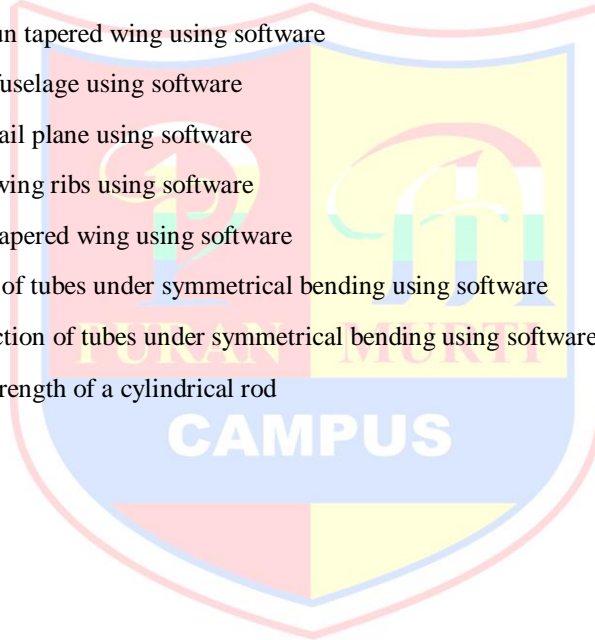 un tapered wing using software
fuselage using software
ail plane using software
wing ribs using software
apered wing using software
of tubes under symmetrical bending using software
ction of tubes under symmetrical bending using software
PURAN MURTI
rength of a cylindrical rod
CAMPUS